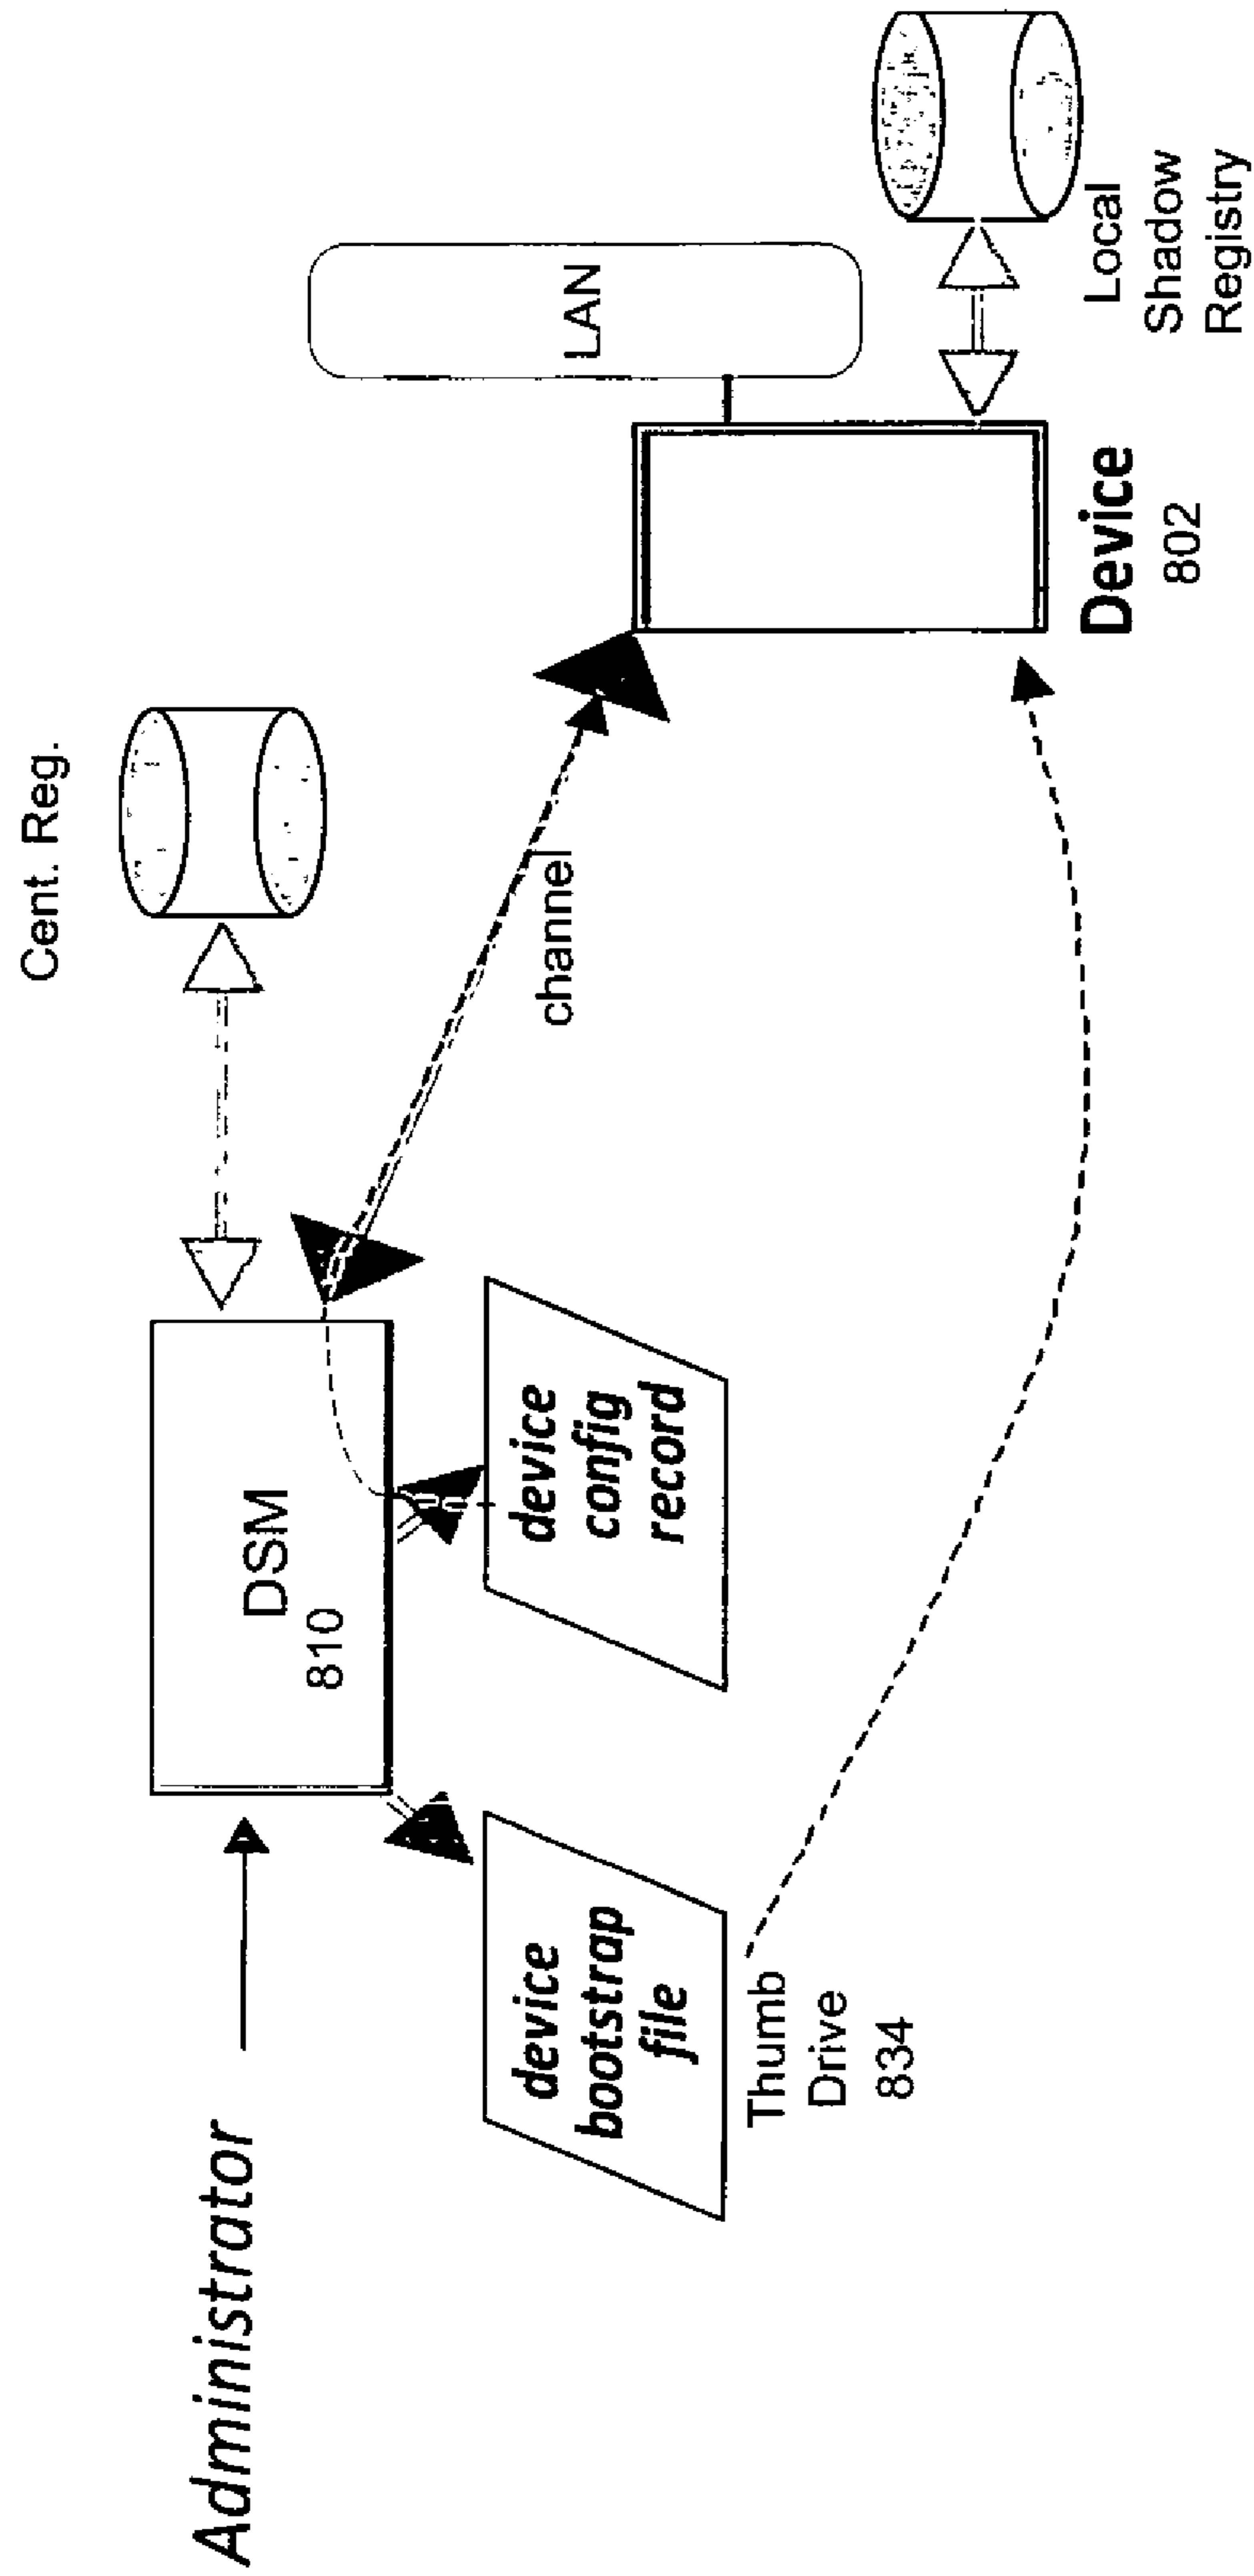 Administrator
DSM
810
Cent. Reg.
device
bootstrap
file
Thumb
Drive
834
device
config
record
channel
LAN
Device
802
Local
Shadow
Registry